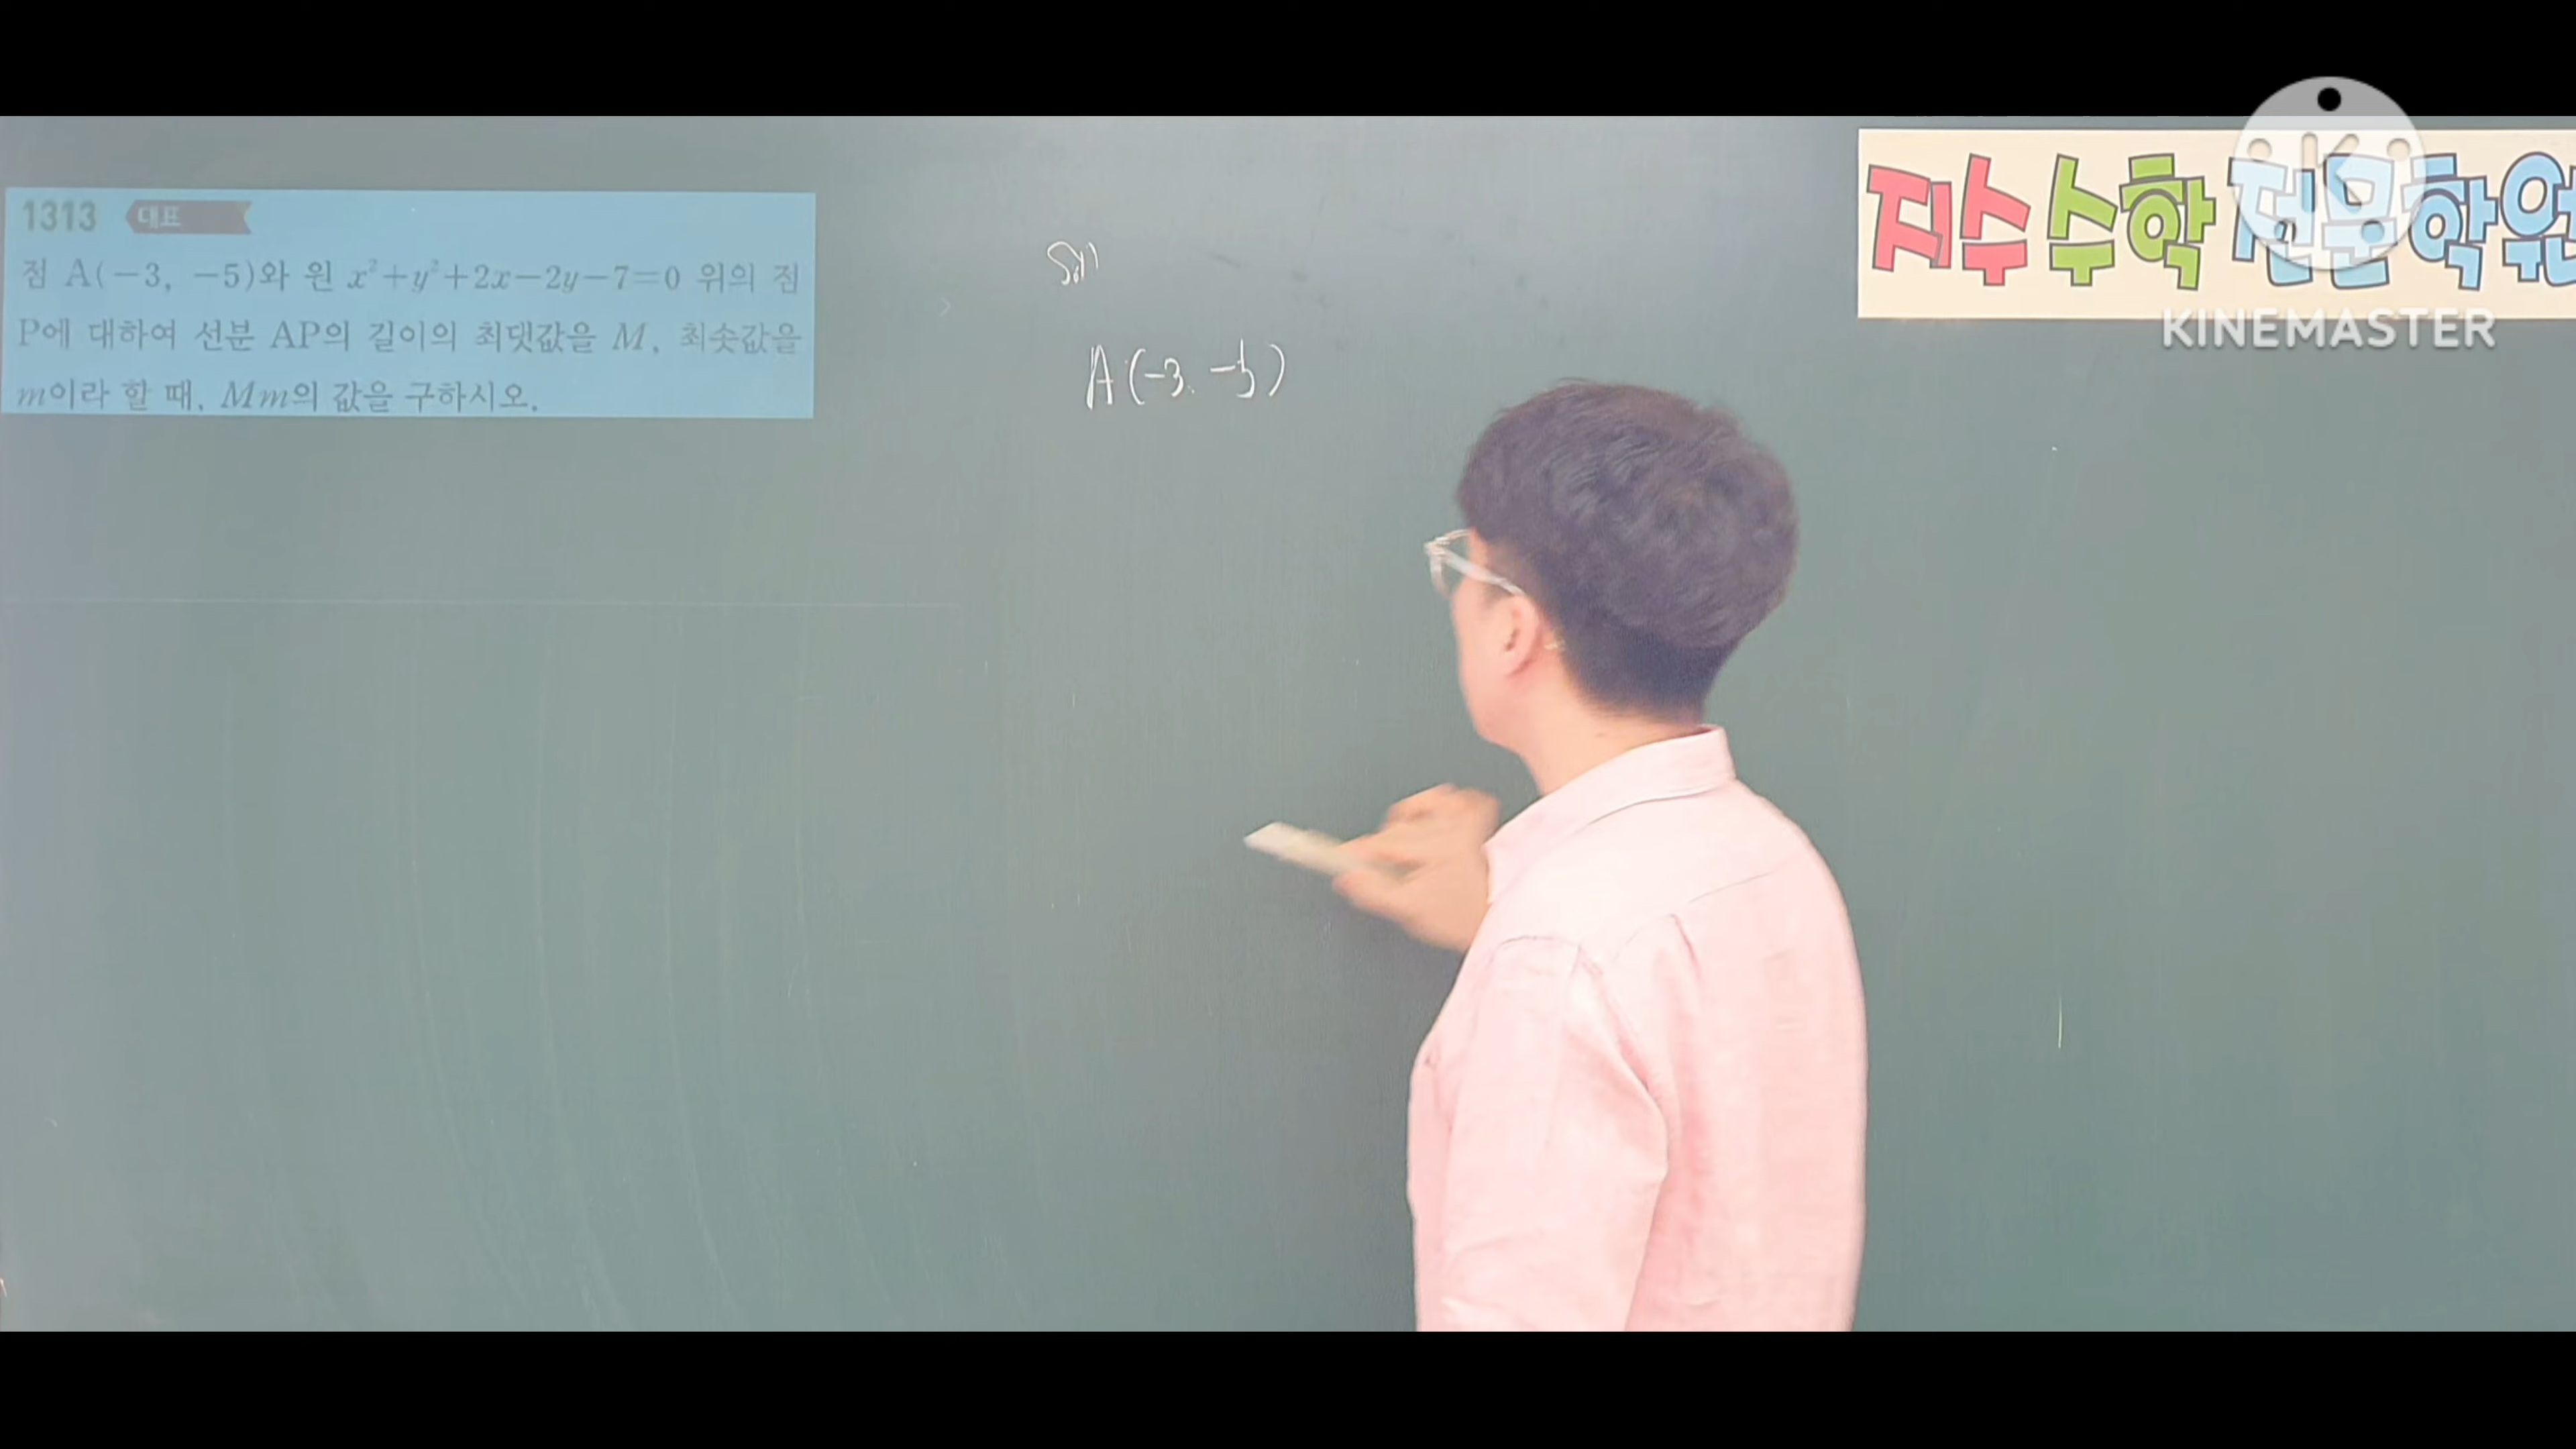 1313 대표
점 A(-3, -5)와 원 x²+y²+2x-2y-7=0 위의 점
P에 대하여 선분 AP의 길이의 최댓값을 M, 최솟값을
m이라 할 때, Mm의 값을 구하시오.
Sol)
A(-3, -5)
지수수학전문학원
KINEMASTER